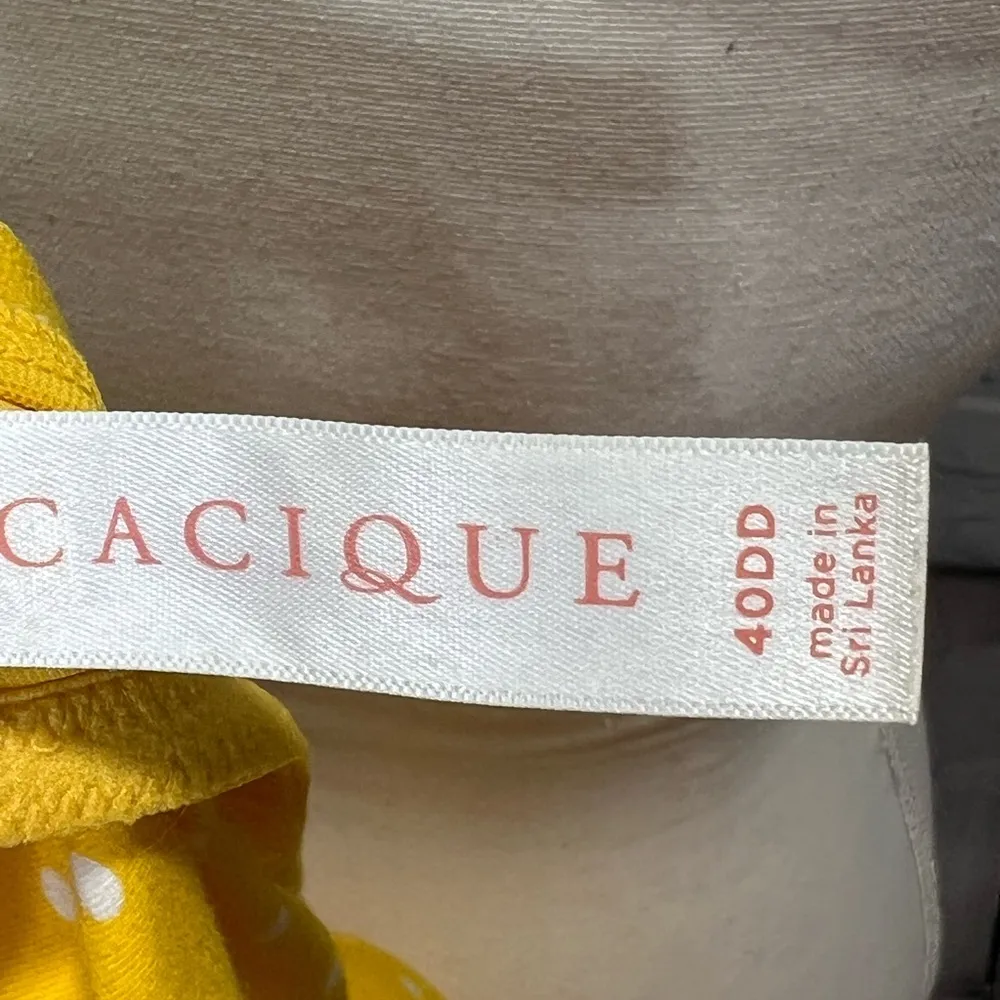 CACIQUE
40DD
made in
Sri Lanka